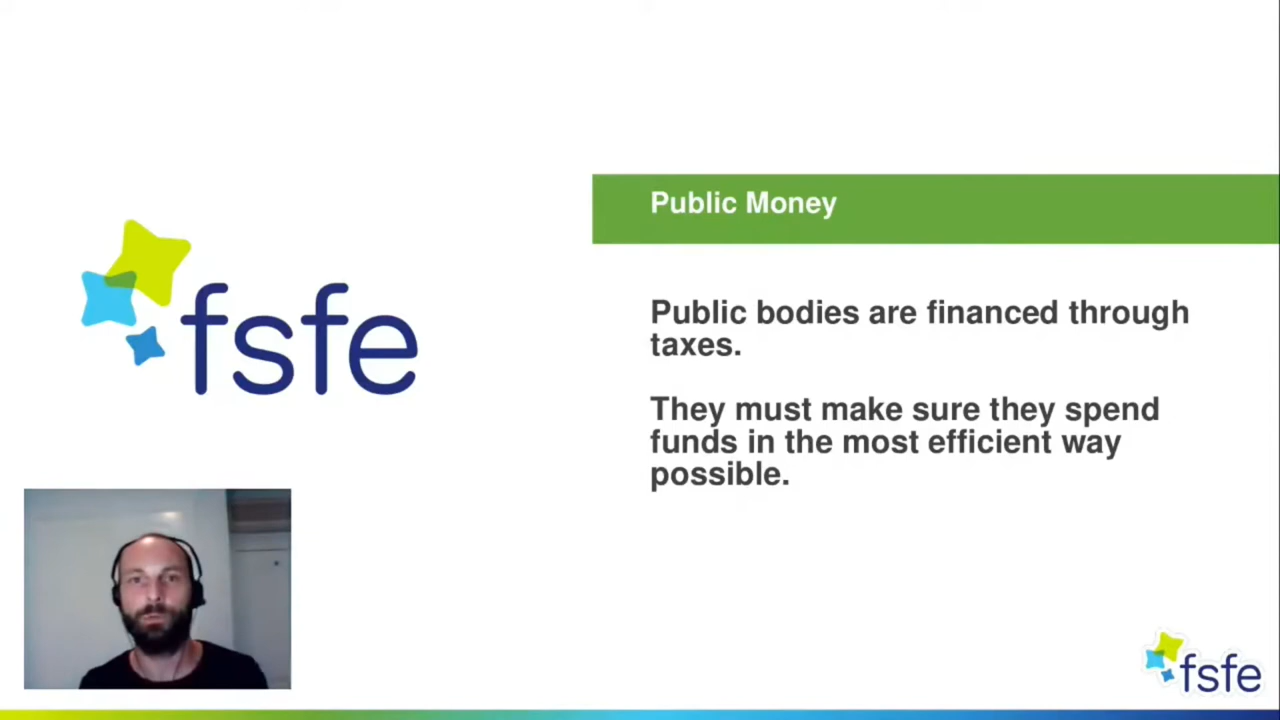 Public Money
fsfe
Public bodies are financed through
taxes.
They must make sure they spend
funds in the most efficient way
possible.
fsfe